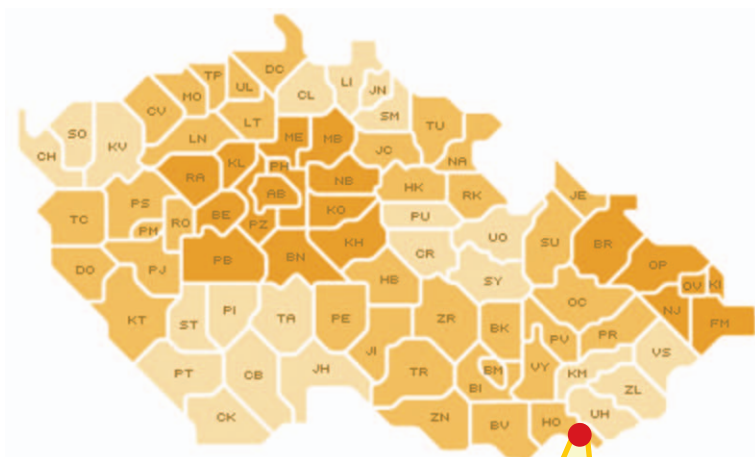 DC
TP
LI
MO
UL
CL
JN
CV
LT
SM
SO
LN
ME
MB
TU
KV
JC
CH
KL
PH
NA
RA
NB
HK
RK
AB
JE
PS
KO
PU
TC
BE
RO
PZ
PM
KH
UO
SU
BR
CR
DO
PJ
PB
BN
OP
HB
SY
OV
KI
OC
NJ
KT
ST
PI
TA
PE
ZR
BK
FM
PV
PR
JI
VS
PT
CB
JH
TR
BM
VY
KM
BI
ZL
CK
ZN
BV
HO
UH